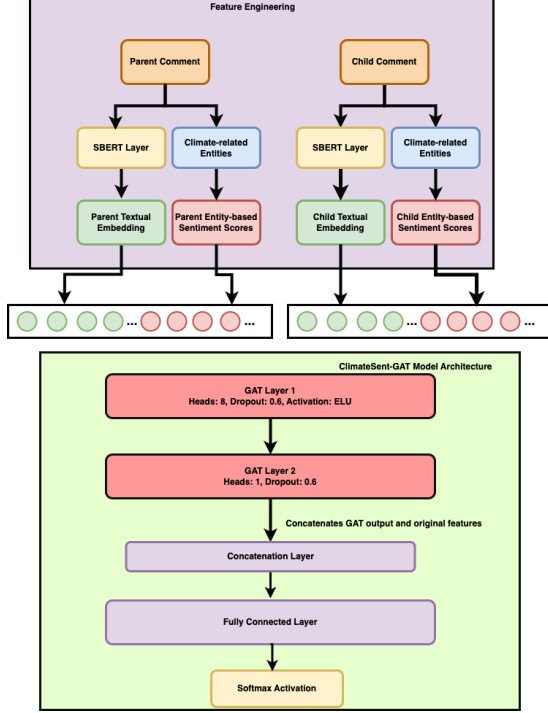 Feature Engineering
Parent Comment
Child Comment
SBERT Layer
Climate-related
Entities
SBERT Layer
Climate-related
Entities
Parent Textual
Embedding
Parent Entity-based
Sentiment Scores
Child Textual
Embedding
Child Entity-based
Sentiment Scores
... ...
... ...
ClimateSent-GAT Model Architecture
GAT Layer 1
Heads: 8, Dropout: 0.6, Activation: ELU
GAT Layer 2
Heads: 1, Dropout: 0.6
Concatenates GAT output and original features
Concatenation Layer
Fully Connected Layer
Softmax Activation